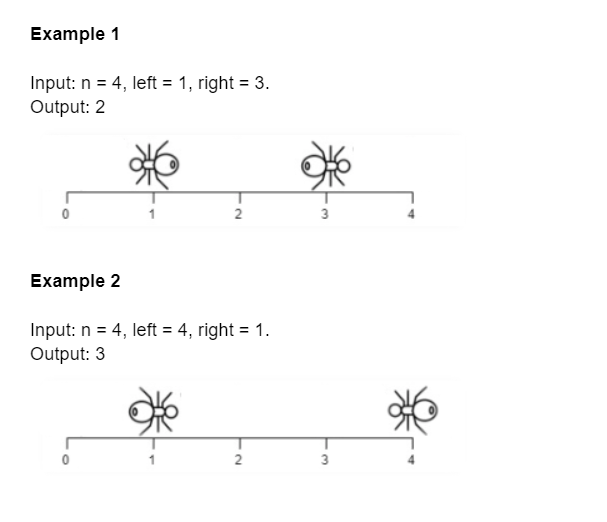 Example 1
Input: n = 4, left = 1, right = 3.
Output: 2
0 1 2 3 4
Example 2
Input: n = 4, left = 4, right = 1.
Output: 3
0 1 2 3 4